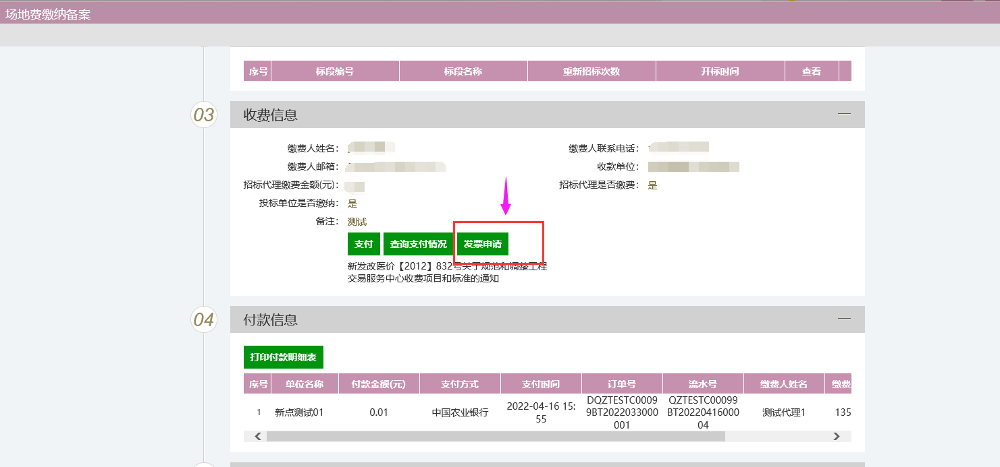 场地费缴纳备案
序号 标段编号 标段名称 重新招标次数 开标时间 查看
03 收费信息
缴费人姓名： 缴费人联系电话：
缴费人邮箱： 收款单位：
招标代理缴费金额(元)： 招标代理是否缴费： 是
投标单位是否缴纳： 是
备注： 测试
支付 查询支付情况 发票申请
新发改医价【2012】832号关于规范和调整工程
交易服务中心收费项目和标准的通知
04 付款信息
打印付款明细表
序号 单位名称 付款金额(元) 支付方式 支付时间 订单号 流水号 缴费人姓名 缴费
1 新点测试01 0.01 中国农业银行 2022-04-16 15:55 DQZTESTC00099BT2022033000001 QZTESTC00099BT2022041600004 测试代理1 135